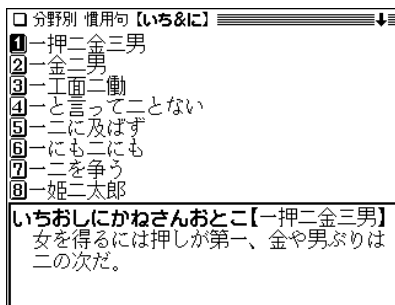 □ 分野別 慣用句【いち&に】
1 一押二金三男
2 一金二男
3 一工面二働
4 一と言って二とない
5 一二に及ばず
6 一にも二にも
7 一二を争う
8 一姫二太郎
いちおしにかねさんおとこ【一押二金三男】
女を得るには押しが第一、金や男ぶりは
二の次だ。